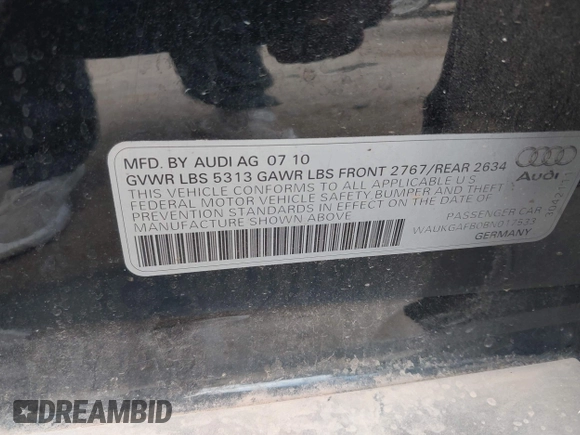 MFD. BY AUDI AG 07 10
GVWR LBS 5313 GAWR LBS FRONT 2767/REAR 2634
THIS VEHICLE CONFORMS TO ALL APPLICABLE U.S.
FEDERAL MOTOR VEHICLE SAFETY BUMPER AND THEFT
PREVENTION STANDARDS IN EFFECT ON THE DATE OF
MANUFACTURE SHOWN ABOVE
Audi
PASSENGER CAR
WAUKGAFB0BN017533
GERMANY
DREAMBID